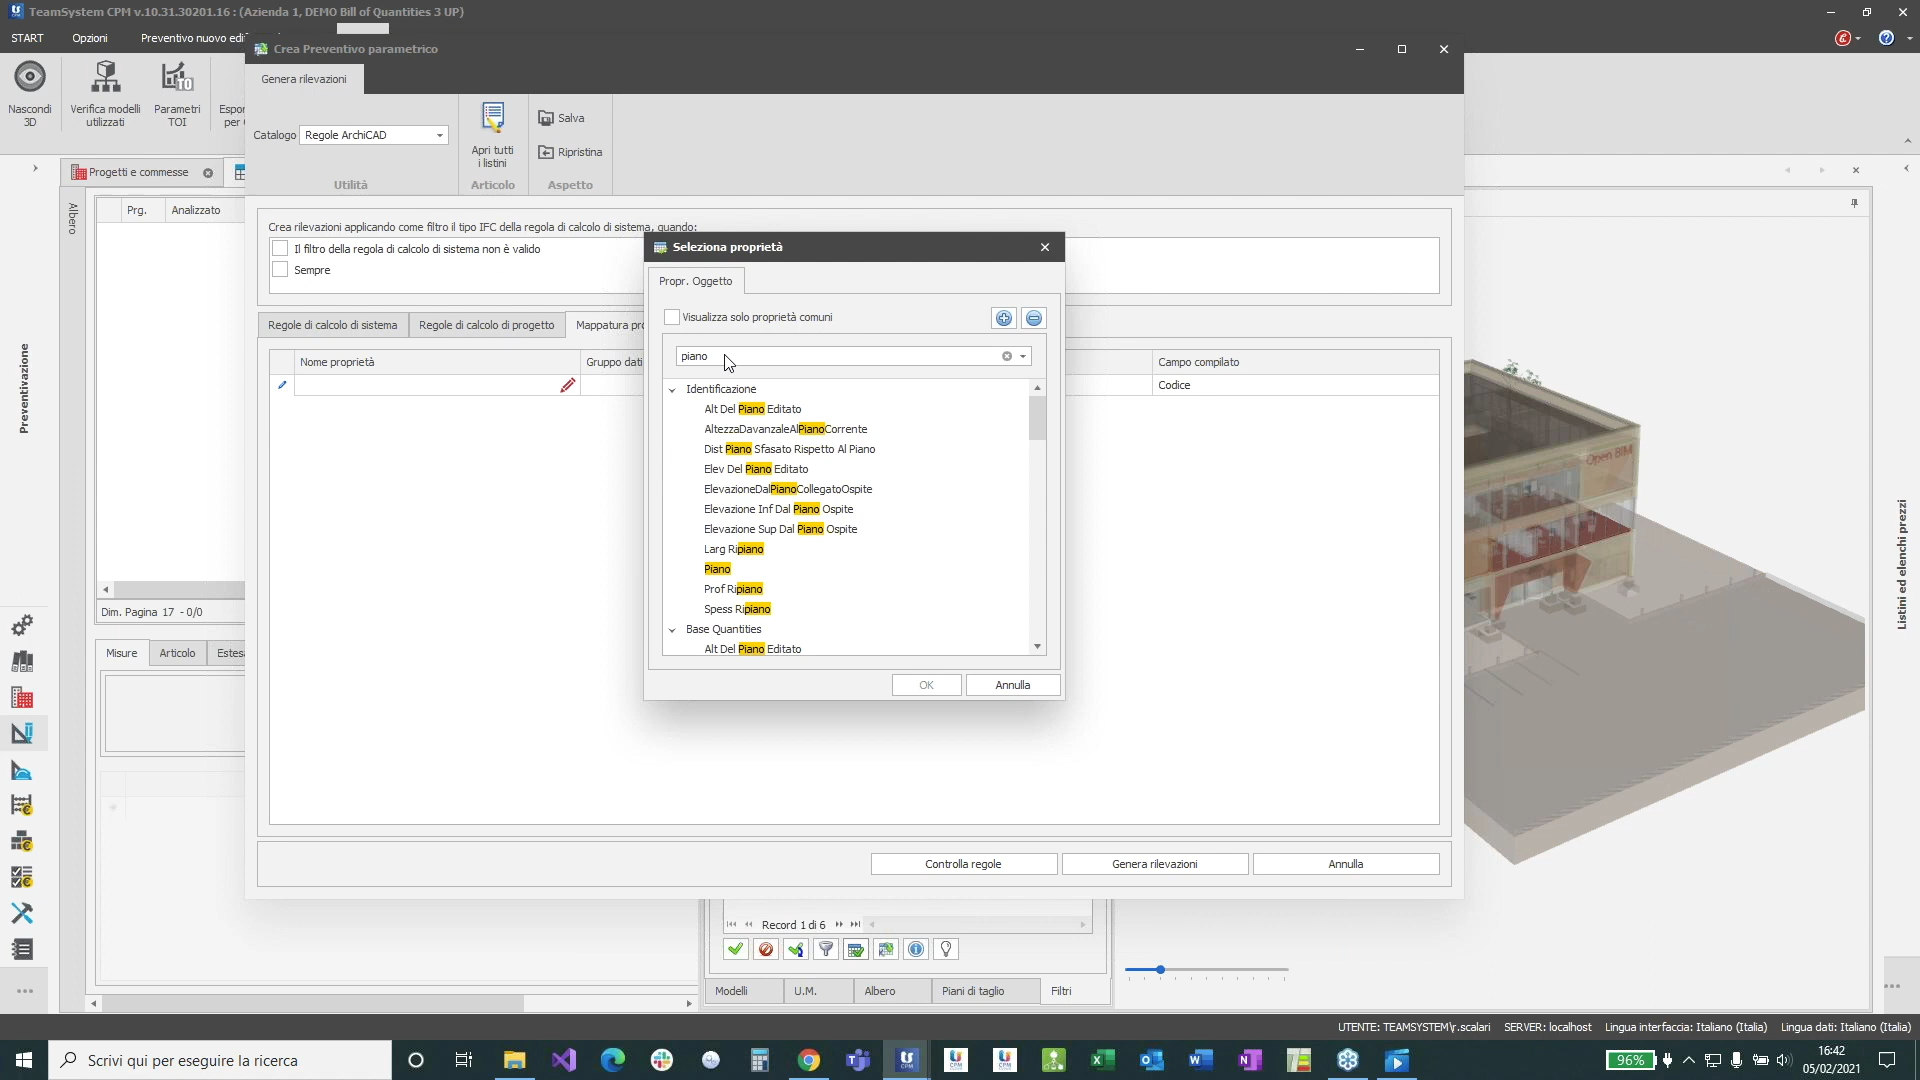 TeamSystem CPM v.10.31.30201.16 : (Azienda 1, DEMO Bill of Quantities 3 UP)
START
Opzioni
Preventivo nuovo
Crea Preventivo parametrico
Genera rilevazioni
Nascondi
3D
Verifica modelli
utilizzati
Parametri
TOI
Catalogo
Regole ArchiCAD
Apri tutti
i listini
Salva
Ripristina
Utilità
Articolo
Aspetto
Progetti e commesse
Albero
Prg.
Analizzato
Crea rilevazioni applicando come filtro il tipo IFC della regola di calcolo di sistema, quando:
Il filtro della regola di calcolo di sistema non è valido
Sempre
Regole di calcolo di sistema
Regole di calcolo di progetto
Mappatura
Nome proprietà
Gruppo dati
Campo compilato
Codice
Seleziona proprietà
Propr. Oggetto
Visualizza solo proprietà comuni
piano
Identificazione
Alt Del Piano Editato
AltezzaDavanzaleAlPianoCorrente
Dist Piano Sfasato Rispetto Al Piano
Elev Del Piano Editato
ElevazioneDalPianoCollegatoOspite
Elevazione Inf Dal Piano Ospite
Elevazione Sup Dal Piano Ospite
Larg Ripiano
Piano
Prof Ripiano
Spess Ripiano
Base Quantities
Alt Del Piano Editato
OK
Annulla
Preventivazione
Open BIM
Listini ed elenchi prezzi
Dim. Pagina 17 - 0/0
Misure
Articolo
Controlla regole
Genera rilevazioni
Annulla
Record 1 di 6
Modelli
U.M.
Albero
Piani di taglio
Filtri
UTENTE: TEAMSYSTEM\r.scalari
SERVER: localhost
Lingua interfaccia: Italiano (Italia)
Lingua dati: Italiano (Italia)
Scrivi qui per eseguire la ricerca
96%
16:42
05/02/2021